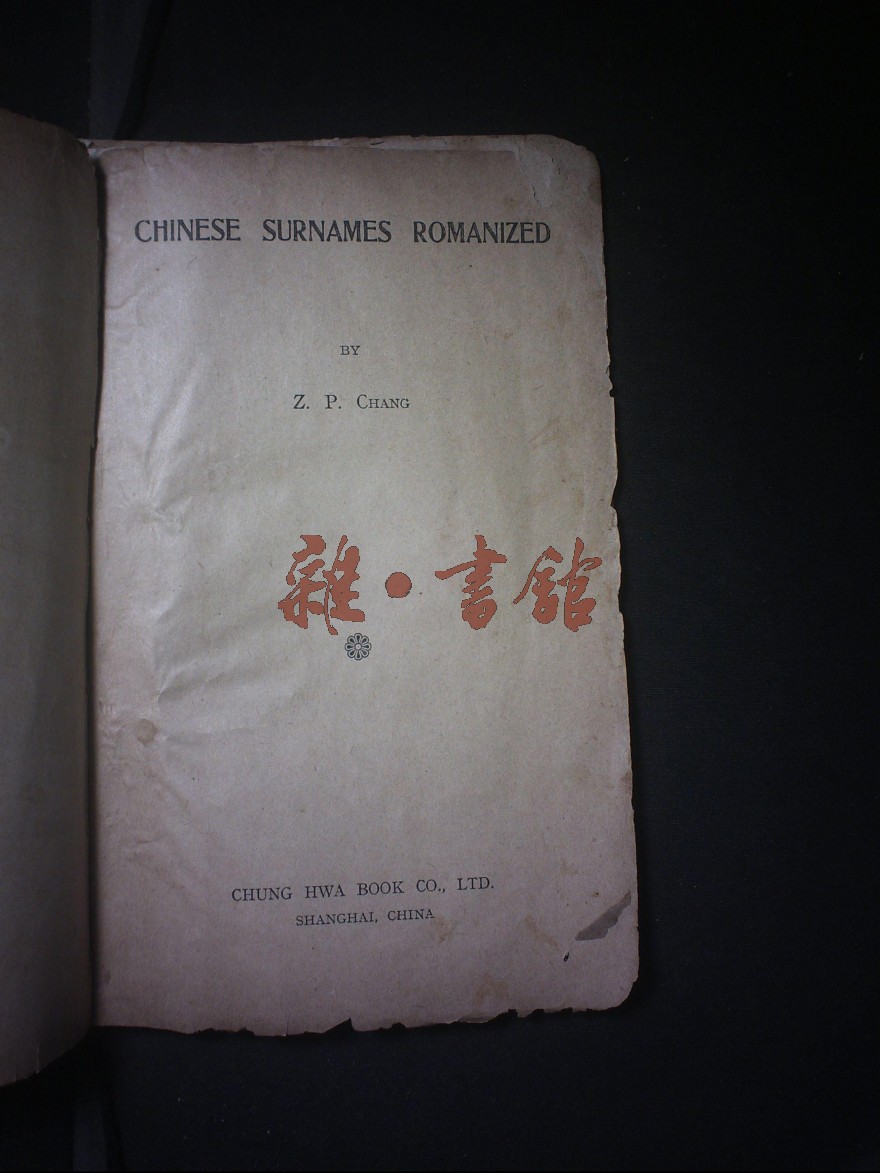 CHINESE SURNAMES ROMANIZED
BY
Z. P. CHANG
雜·書館
CHUNG HWA BOOK CO., LTD.
SHANGHAI, CHINA